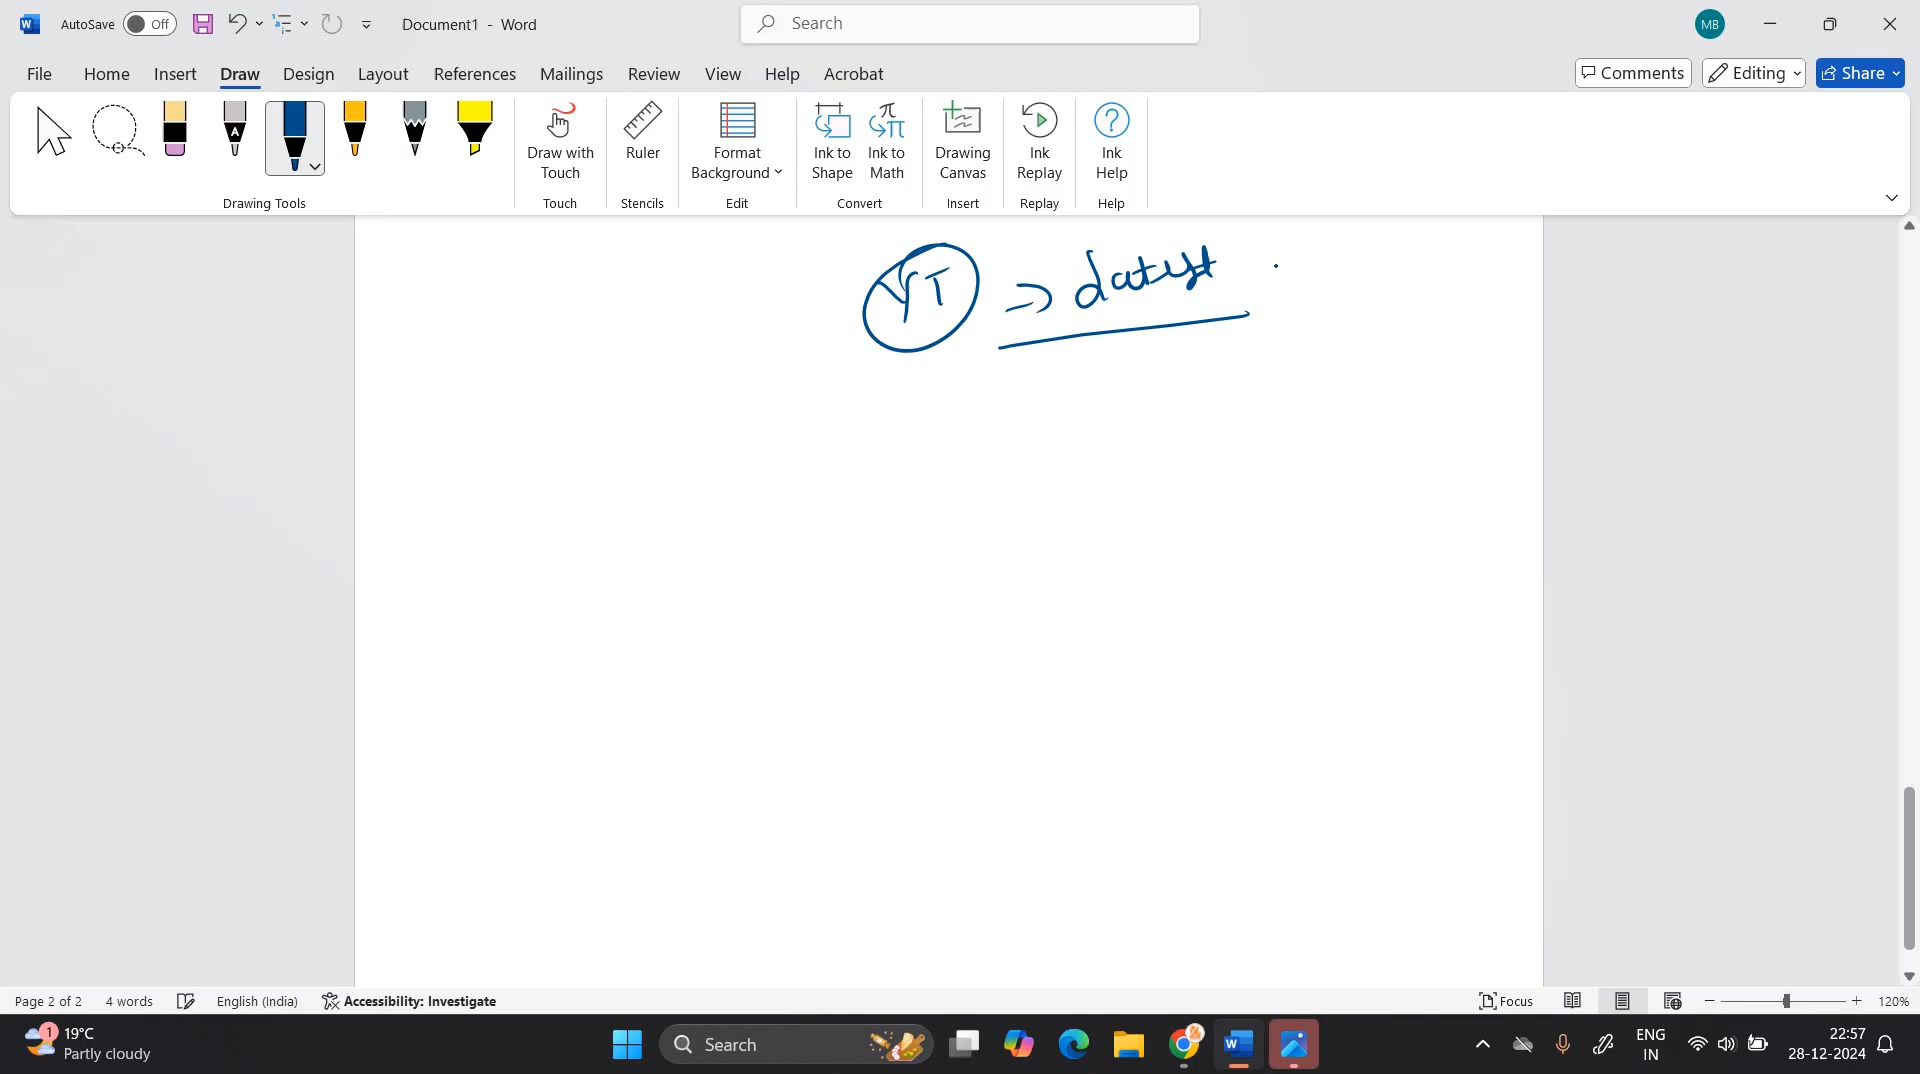 AutoSave Off Document1 - Word Search MB
File Home Insert Draw Design Layout References Mailings Review View Help Acrobat Comments Editing Share
A
Draw with Touch Ruler Format Background Ink to Shape Ink to Math Drawing Canvas Ink Replay Ink Help
Drawing Tools Touch Stencils Edit Convert Insert Replay Help
YT => latest
Page 2 of 2 4 words English (India) Accessibility: Investigate Focus 120%
1 19°C Partly cloudy Search ENG IN 22:57 28-12-2024